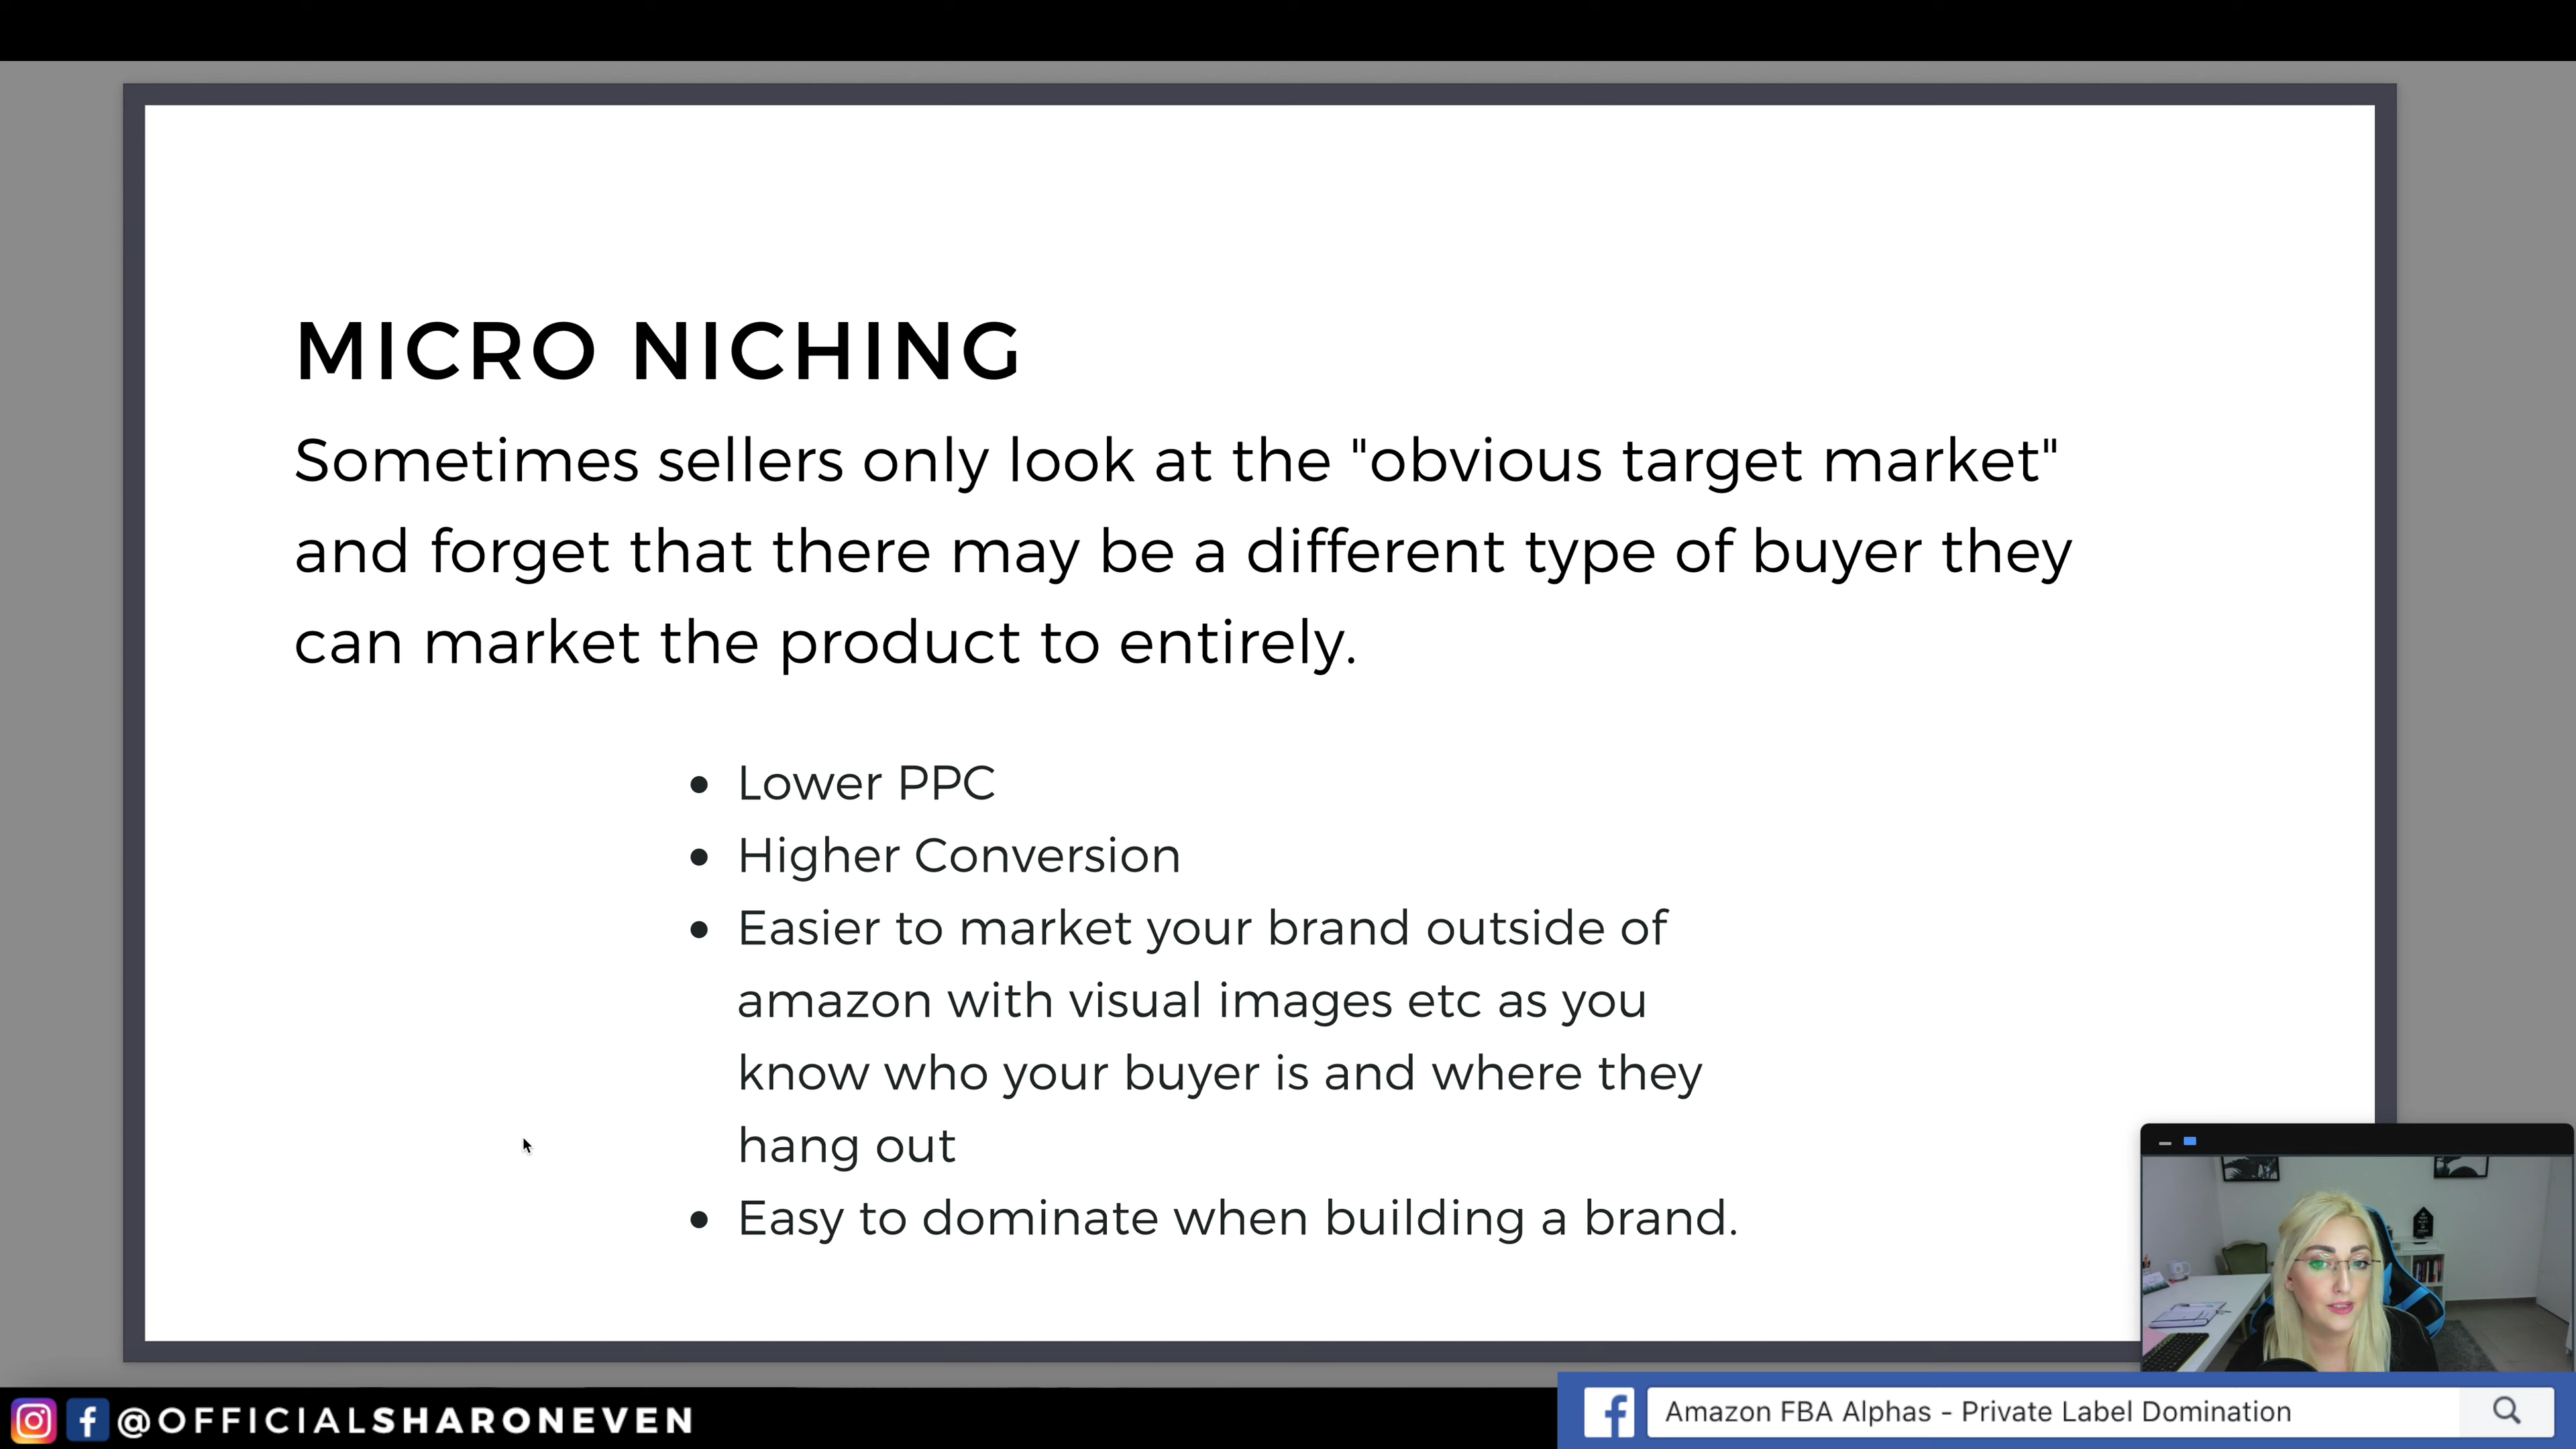 MICRO NICHING
Sometimes sellers only look at the "obvious target market"
and forget that there may be a different type of buyer they
can market the product to entirely.
• Lower PPC
• Higher Conversion
• Easier to market your brand outside of
amazon with visual images etc as you
know who your buyer is and where they
hang out
• Easy to dominate when building a brand.
@OFFICIALSHARONEVEN
Amazon FBA Alphas - Private Label Domination